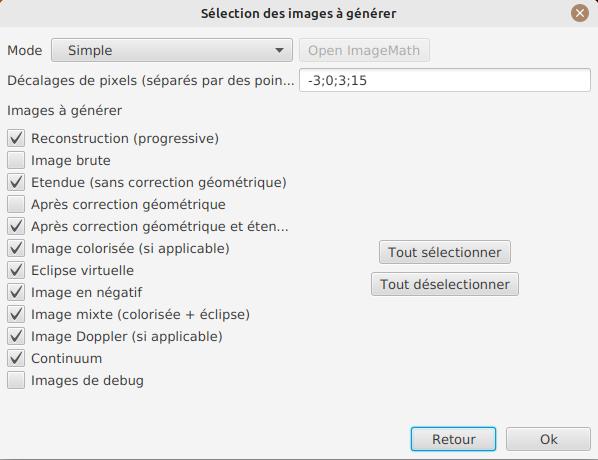 Sélection des images à générer
Mode Simple Open ImageMath
Décalages de pixels (séparés par des poin... -3;0;3;15
Images à générer
Reconstruction (progressive)
Image brute
Etendue (sans correction géométrique)
Après correction géométrique
Après correction géométrique et éten...
Image colorisée (si applicable)
Tout sélectionner
Eclipse virtuelle
Tout déselectionner
Image en négatif
Image mixte (colorisée + éclipse)
Image Doppler (si applicable)
Continuum
Images de debug
Retour Ok